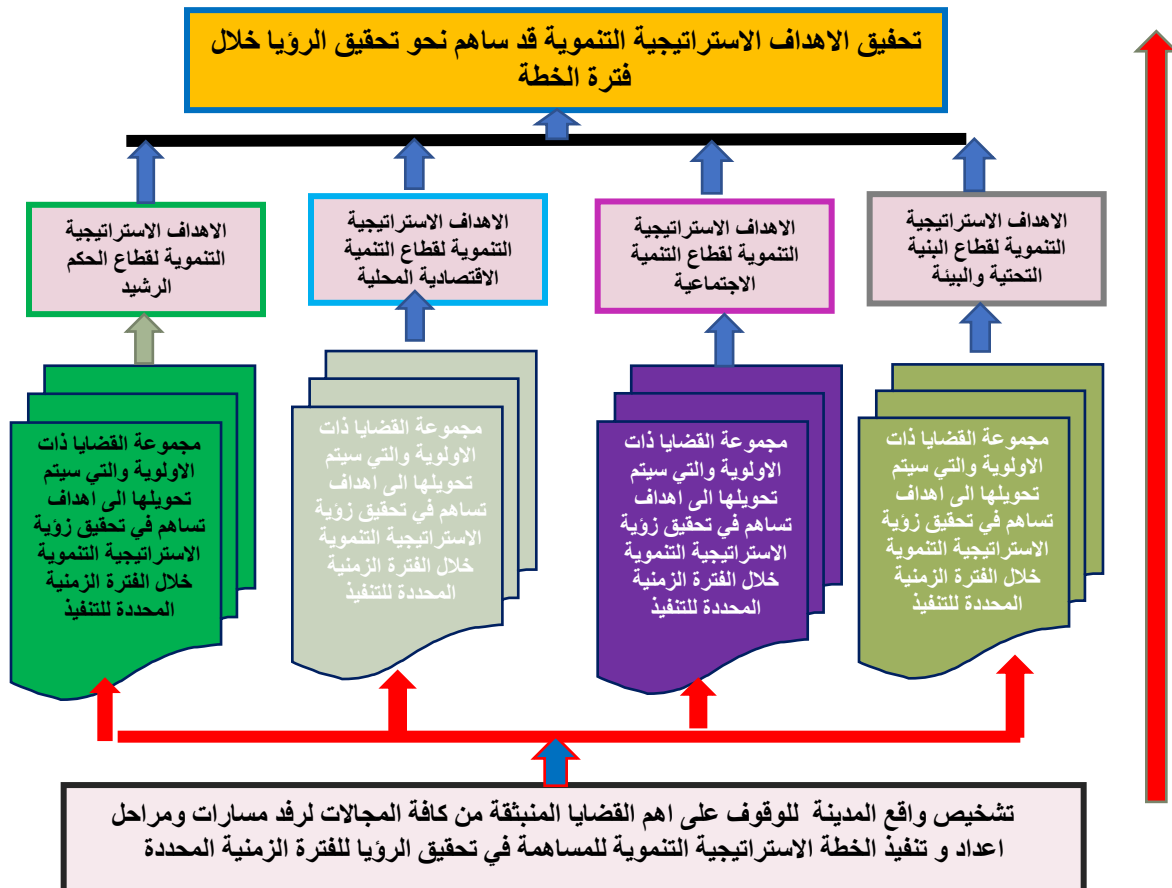 تحفيق الاهداف الاستراتيجية التنموية قد ساهم نحو تحقيق الرؤيا خلال
فترة الخطة
الاهداف الاستراتيجية
التنموية لقطاع البنية
التحتية والبيئة
الاهداف الاستراتيجية
التنموية لقطاع التنمية
الاجتماعية
الاهداف الاستراتيجية
التنموية لقطاع التنمية
الاقتصادية المحلية
الاهداف الاستراتيجية
التنموية لقطاع الحكم
الرشيد
مجموعة القضايا ذات
الاولوية والتي سيتم
تحويلها الى اهداف
تساهم في تحقيق زؤية
الاستراتيجية التنموية
خلال الفترة الزمنية
المحددة للتنفيذ
مجموعة القضايا ذات
الاولوية والتي سيتم
تحويلها الى اهداف
تساهم في تحقيق زؤية
الاستراتيجية التنموية
خلال الفترة الزمنية
المحددة للتنفيذ
مجموعة القضايا ذات
الاولوية والتي سيتم
تحويلها الى اهداف
تساهم في تحقيق زؤية
الاستراتيجية التنموية
خلال الفترة الزمنية
المحددة للتنفيذ
مجموعة القضايا ذات
الاولوية والتي سيتم
تحويلها الى اهداف
تساهم في تحقيق زؤية
الاستراتيجية التنموية
خلال الفترة الزمنية
المحددة للتنفيذ
تشخيص واقع المدينة للوقوف على اهم القضايا المنبثقة من كافة المجالات لرفد مسارات ومراحل
اعداد و تنفيذ الخطة الاستراتيجية التنموية للمساهمة في تحقيق الرؤيا للفترة الزمنية المحددة